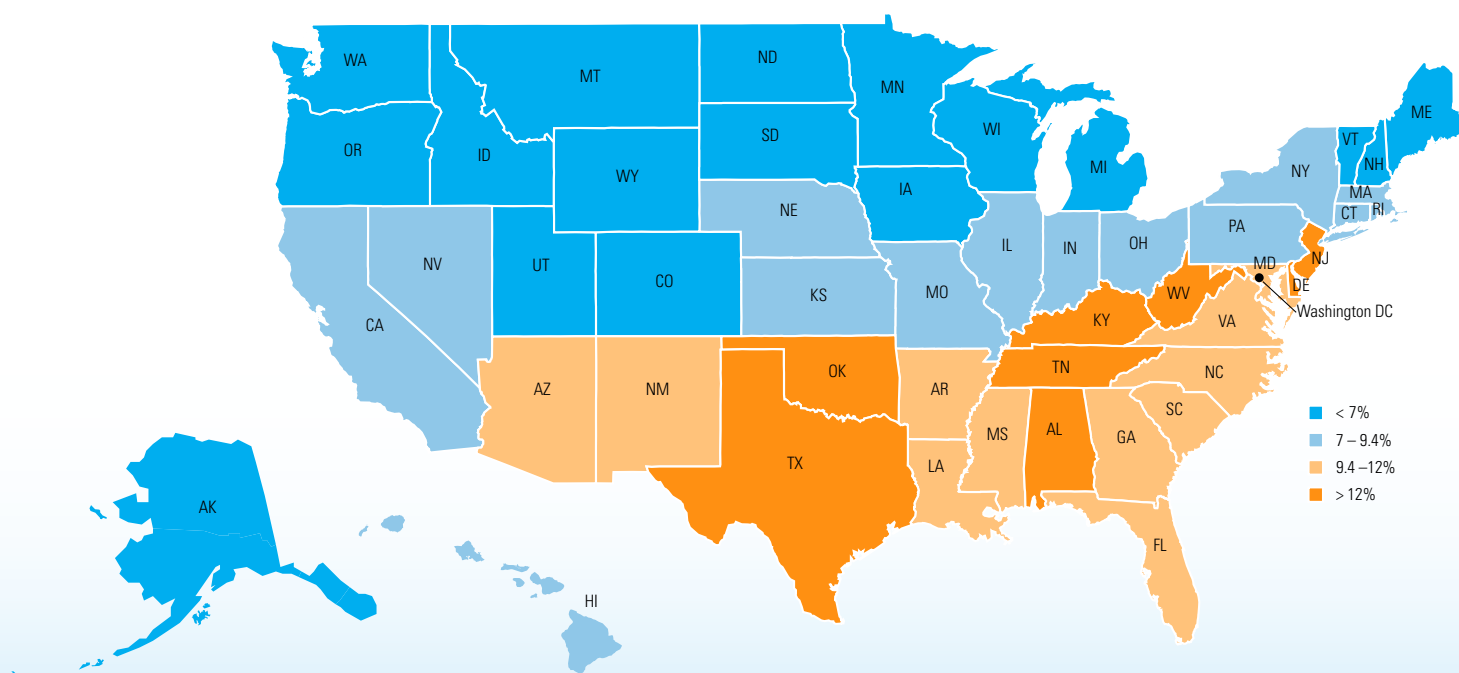 WA
MT
ND
MN
ME
OR
ID
SD
WI
MI
VT
NH
WY
NY
IA
MA
NE
CT
RI
NV
UT
CO
IL
IN
OH
PA
NJ
KS
MO
MD
DE
CA
WV
Washington DC
KY
VA
AZ
NM
OK
TN
NC
AR
SC
MS
AL
GA
TX
LA
FL
AK
HI
< 7%
7 – 9.4%
9.4 –12%
> 12%